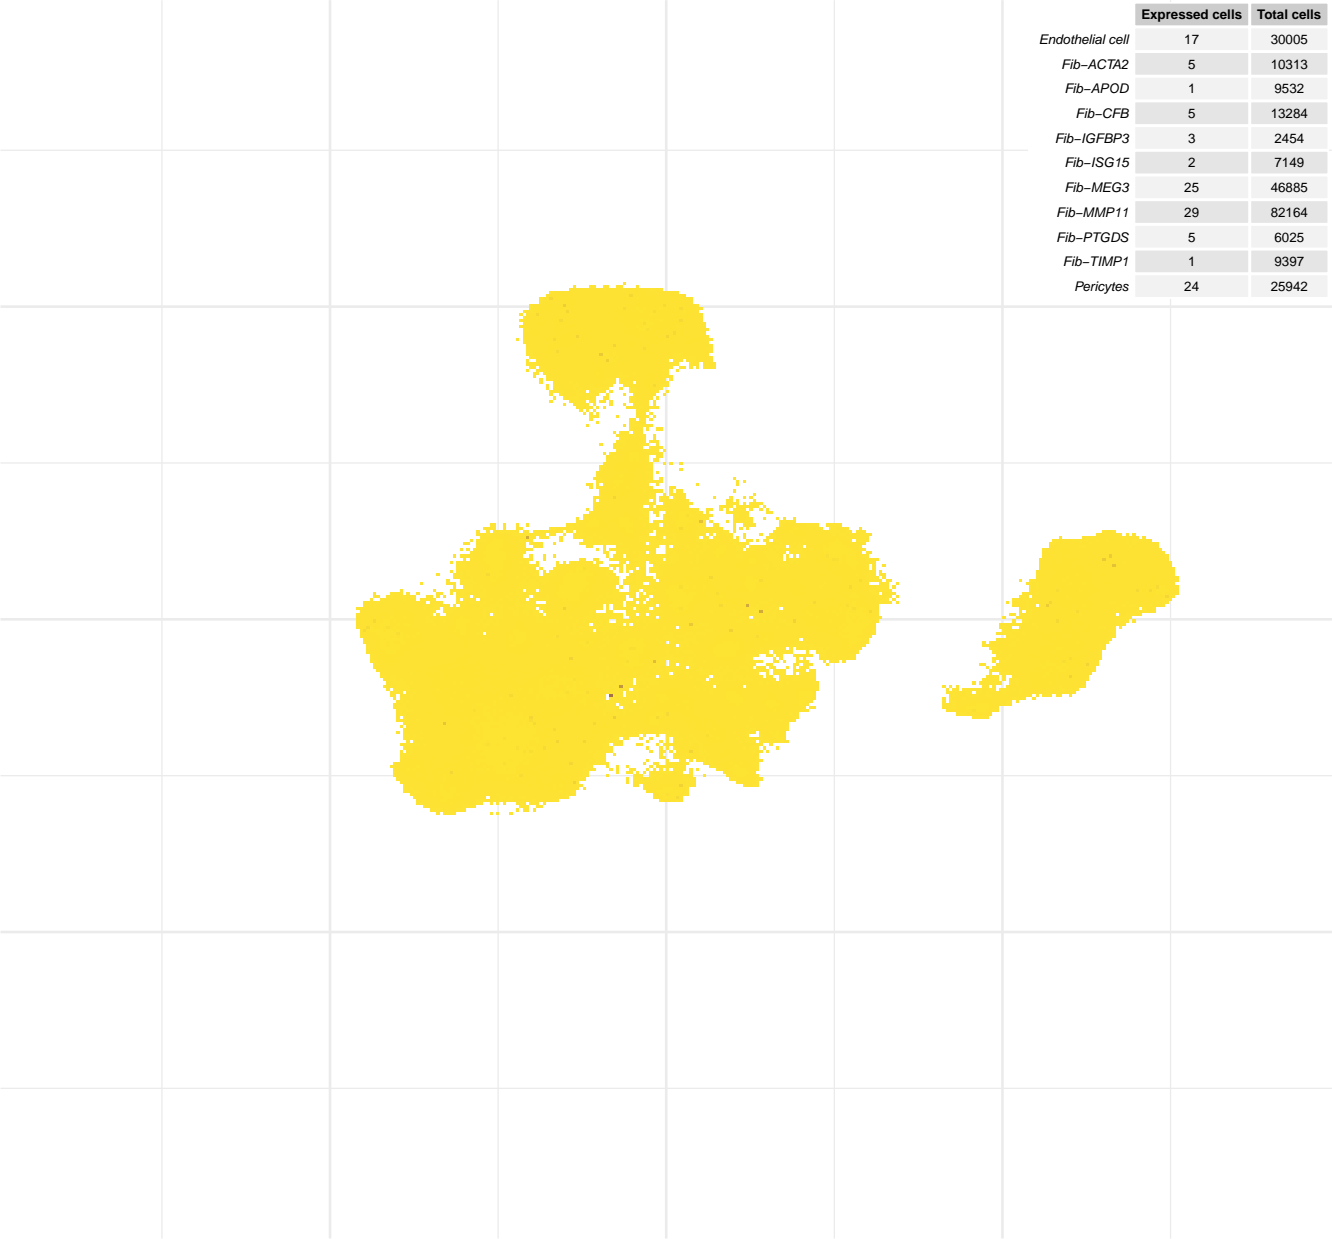 Expressed cells Total cells
Endothelial cell 17 30005
Fib−ACTA2 5 10313
Fib−APOD 1 9532
Fib−CFB 5 13284
Fib−IGFBP3 3 2454
Fib−ISG15 2 7149
Fib−MEG3 25 46885
Fib−MMP11 29 82164
Fib−PTGDS 5 6025
Fib−TIMP1 1 9397
Pericytes 24 25942